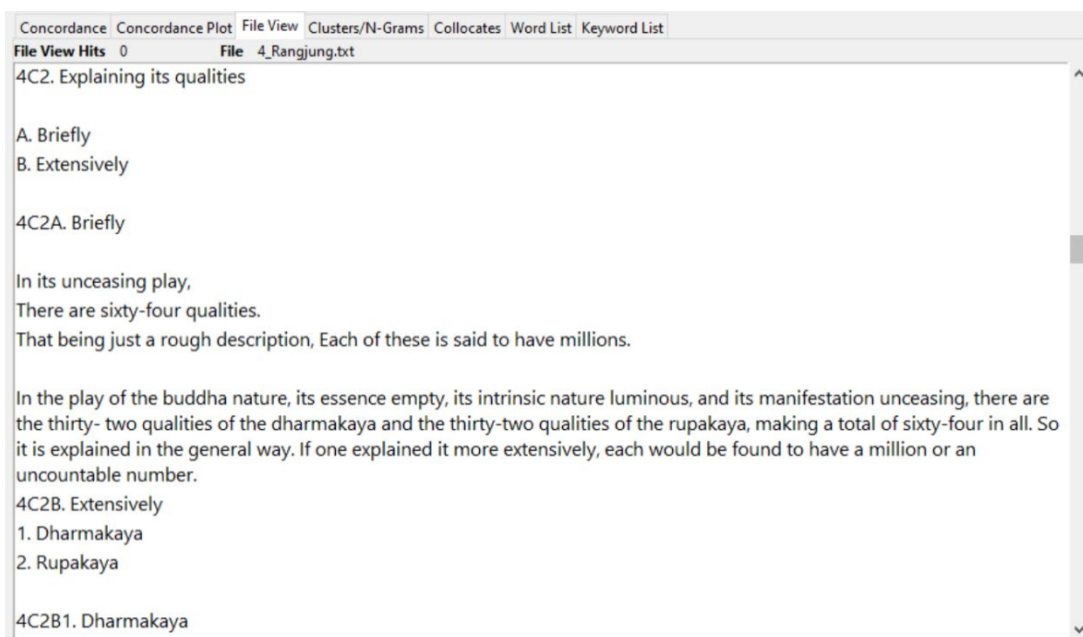 Concordance Concordance Plot File View Clusters/N-Grams Collocates Word List Keyword List
File View Hits 0 File 4_Rangjung.txt
4C2. Explaining its qualities
A. Briefly
B. Extensively
4C2A. Briefly
In its unceasing play,
There are sixty-four qualities.
That being just a rough description, Each of these is said to have millions.
In the play of the buddha nature, its essence empty, its intrinsic nature luminous, and its manifestation unceasing, there are
the thirty- two qualities of the dharmakaya and the thirty-two qualities of the rupakaya, making a total of sixty-four in all. So
it is explained in the general way. If one explained it more extensively, each would be found to have a million or an
uncountable number.
4C2B. Extensively
1. Dharmakaya
2. Rupakaya
4C2B1. Dharmakaya